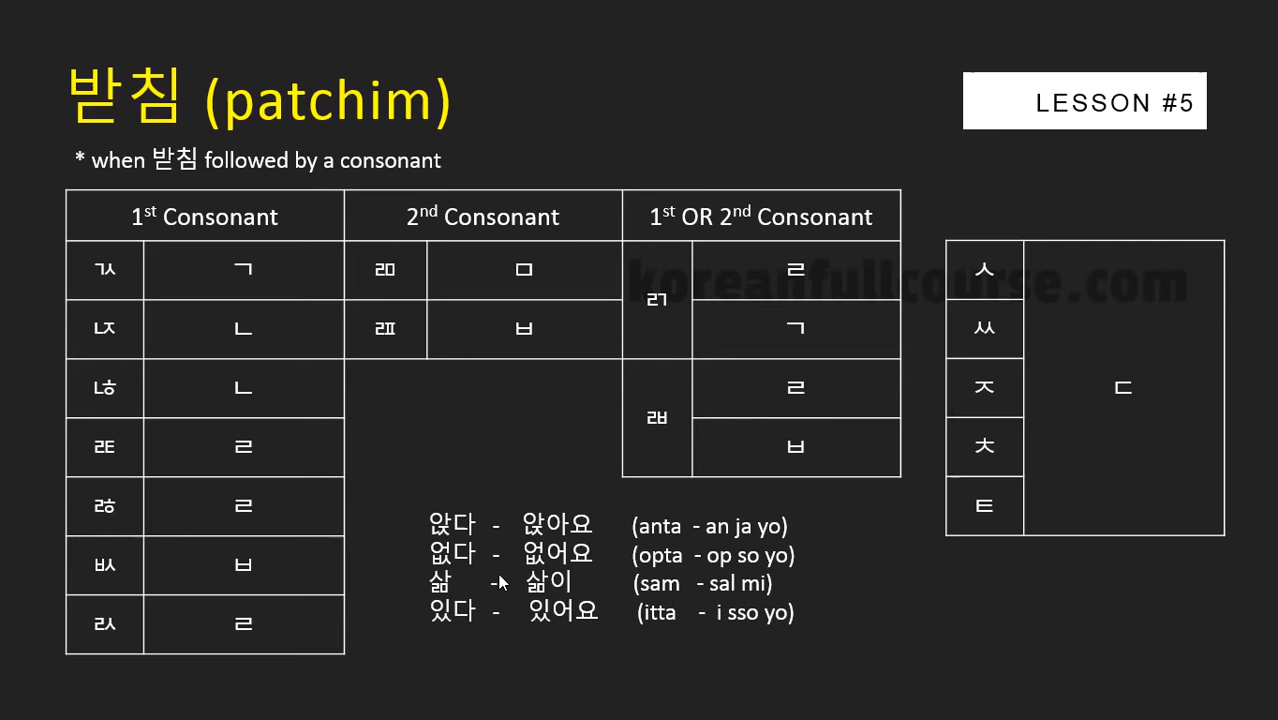 받침 (patchim)
LESSON #5
* when 받침 followed by a consonant
1st Consonant 2nd Consonant 1st OR 2nd Consonant
ㄳ ㄱ ㄻ ㅁ ㄺ ㄹ ㅅ ㄷ
koreanfullcourse.com
ㄵ ㄴ ㄿ ㅂ ㄱ ㅆ
ㄶ ㄴ ㄼ ㄹ ㅈ
ㄾ ㄹ ㅂ ㅊ
ㅀ ㄹ ㅌ
ㅄ ㅂ
ㄽ ㄹ
앉다 - 앉아요 (anta - an ja yo)
없다 - 없어요 (opta - op so yo)
삶 - 삶이 (sam - sal mi)
있다 - 있어요 (itta - i sso yo)